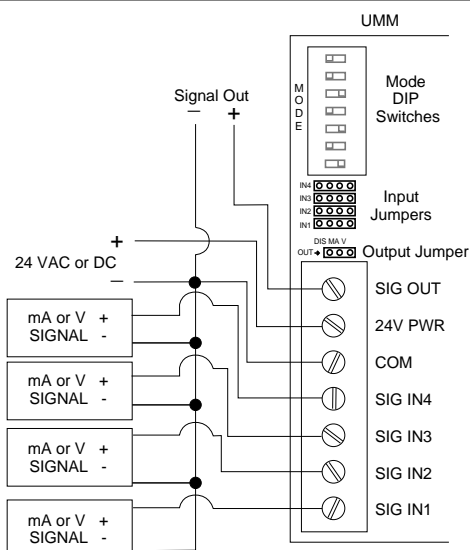 UMM
MODE
Mode
DIP
Switches
Signal Out
— +
IN4
IN3
IN2
IN1
Input
Jumpers
DIS MA V
OUT
Output Jumper
+
24 VAC or DC
—
SIG OUT
24V PWR
COM
SIG IN4
SIG IN3
SIG IN2
SIG IN1
mA or V +
SIGNAL -
mA or V +
SIGNAL -
mA or V +
SIGNAL -
mA or V +
SIGNAL -